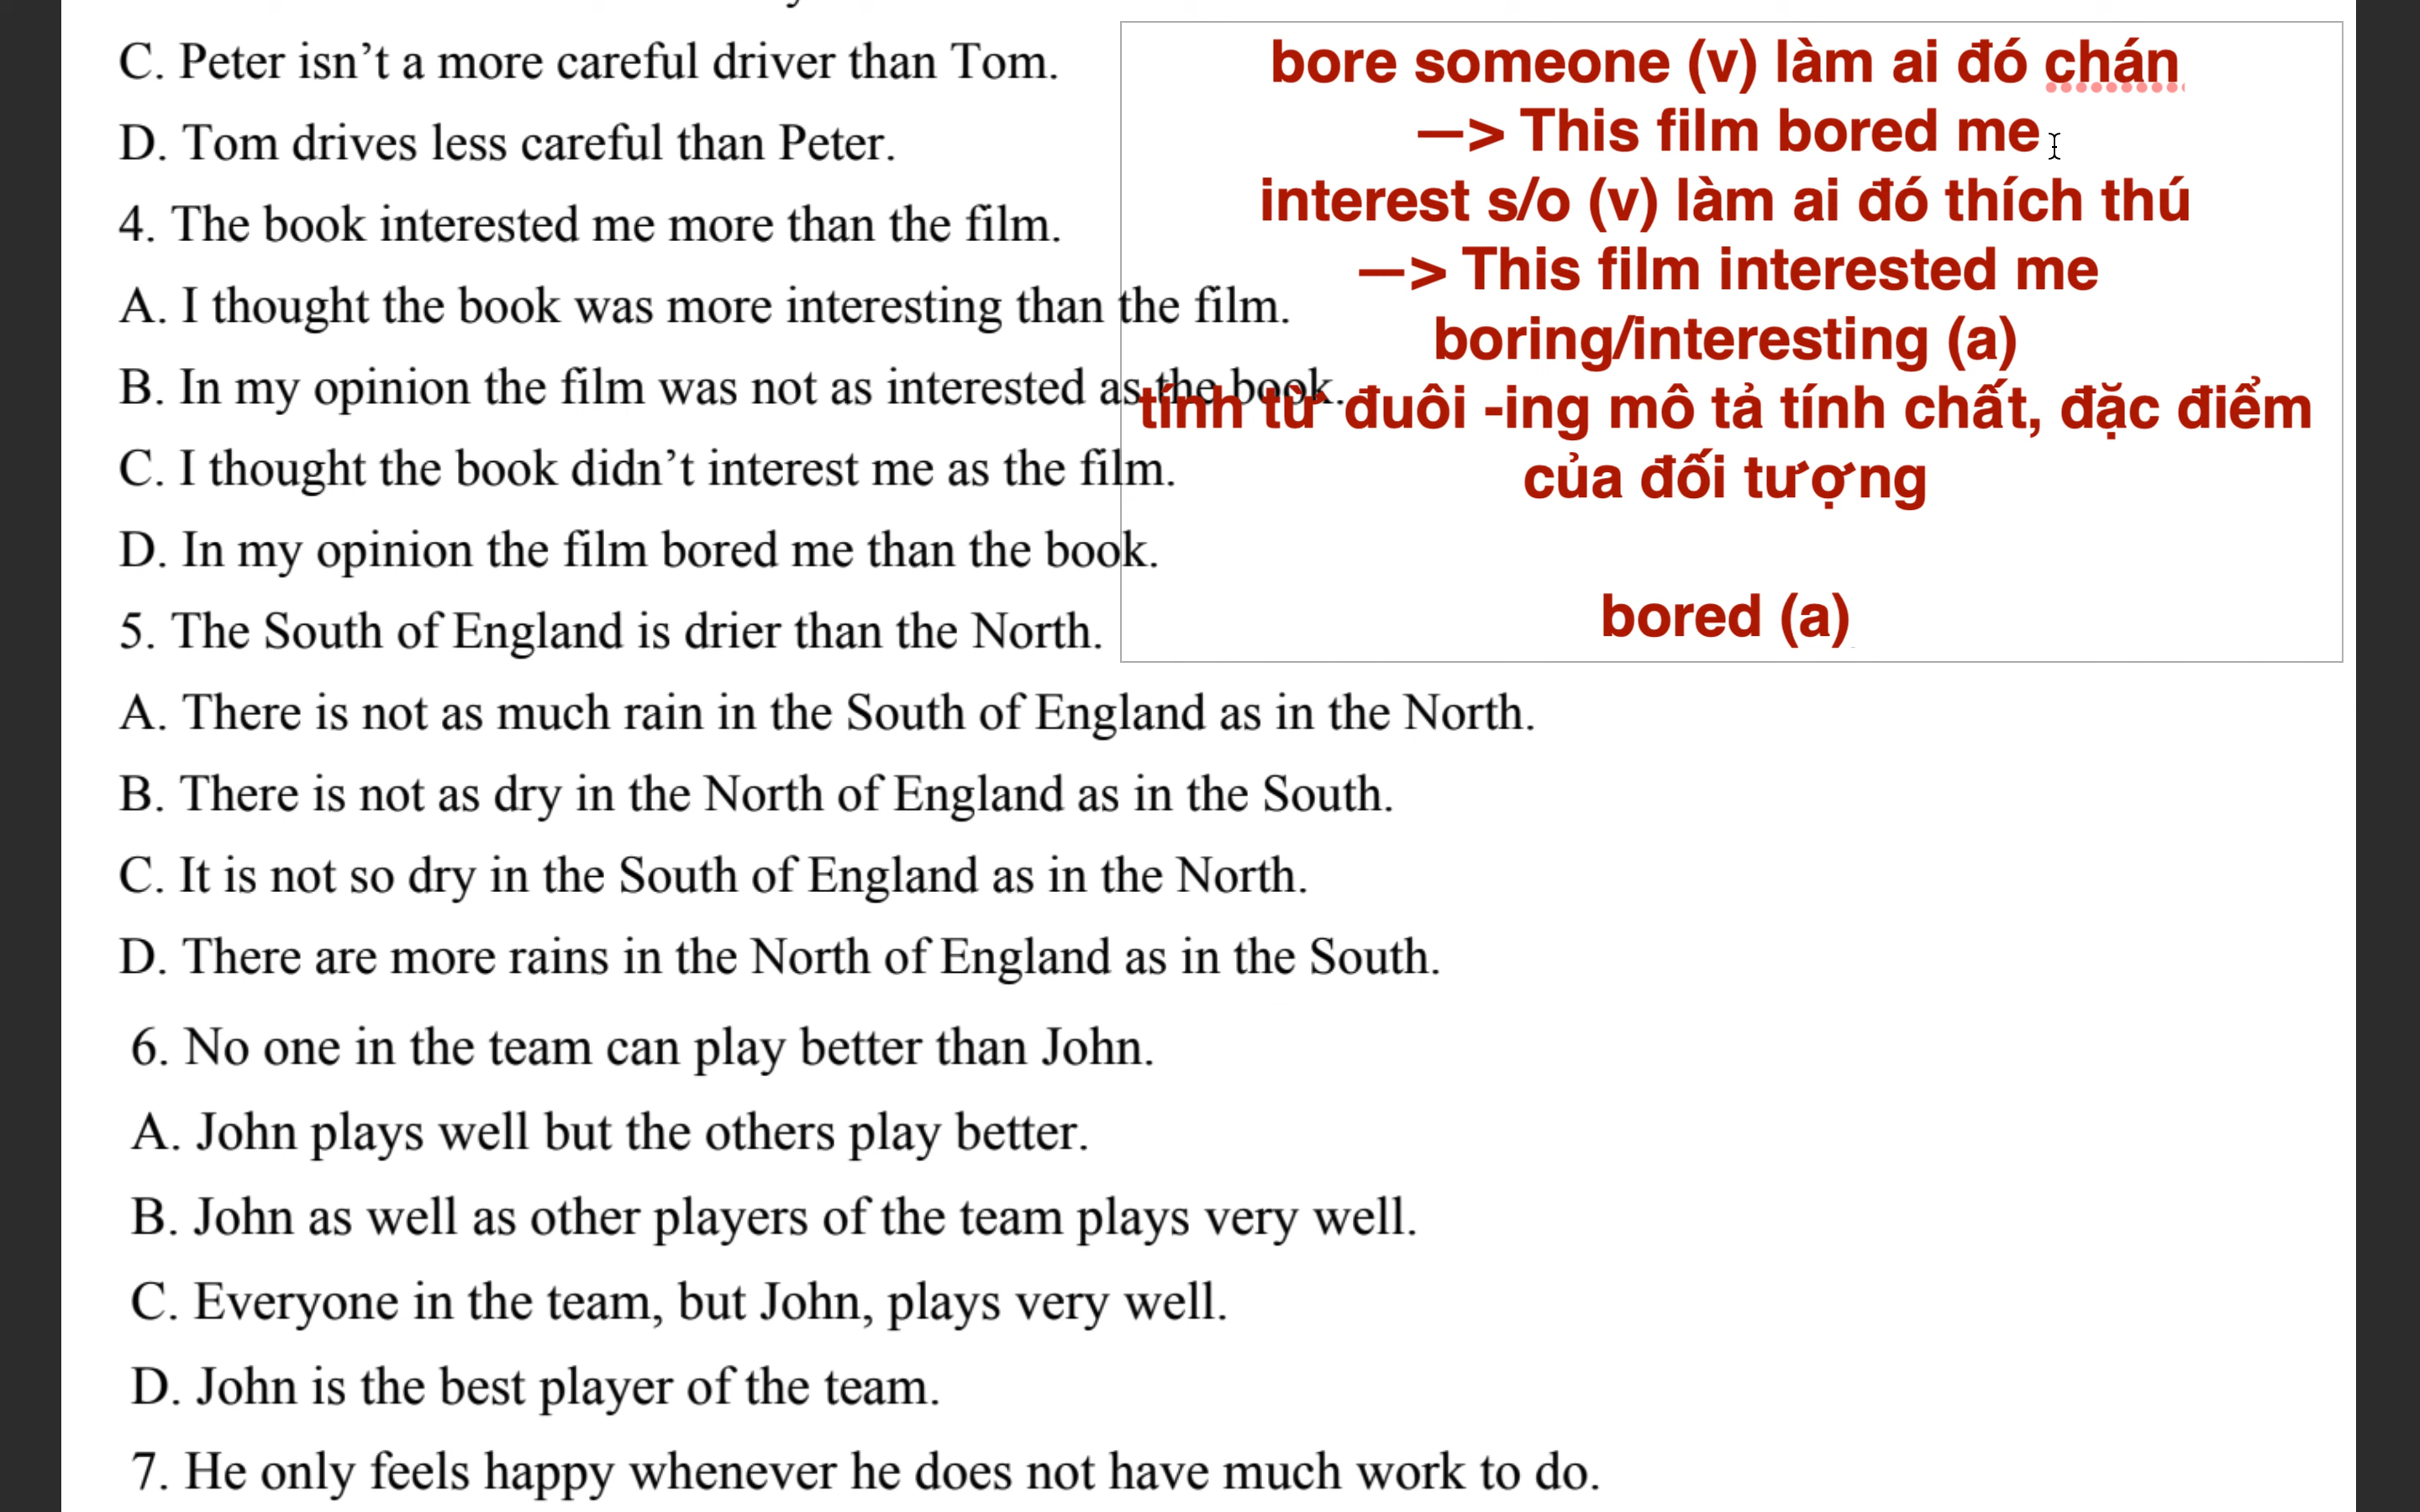 C. Peter isn’t a more careful driver than Tom.
D. Tom drives less careful than Peter.
4. The book interested me more than the film.
A. I thought the book was more interesting than the film.
B. In my opinion the film was not as interested as the book.
C. I thought the book didn’t interest me as the film.
D. In my opinion the film bored me than the book.
5. The South of England is drier than the North.
A. There is not as much rain in the South of England as in the North.
B. There is not as dry in the North of England as in the South.
C. It is not so dry in the South of England as in the North.
D. There are more rains in the North of England as in the South.
6. No one in the team can play better than John.
A. John plays well but the others play better.
B. John as well as other players of the team plays very well.
C. Everyone in the team, but John, plays very well.
D. John is the best player of the team.
7. He only feels happy whenever he does not have much work to do.
bore someone (v) làm ai đó chán
—> This film bored me
interest s/o (v) làm ai đó thích thú
—> This film interested me
boring/interesting (a)
tính từ đuôi -ing mô tả tính chất, đặc điểm
của đối tượng
bored (a)